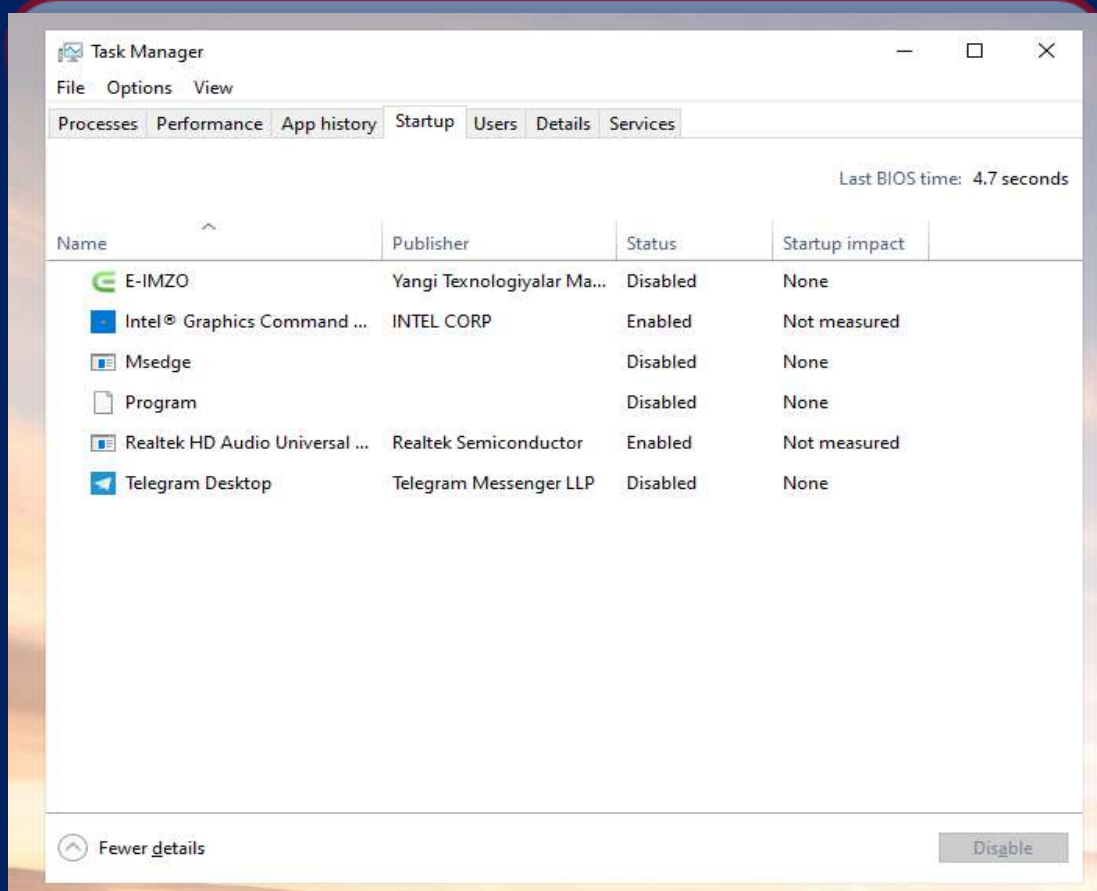 Task Manager
File Options View
Processes Performance App history Startup Users Details Services
Last BIOS time: 4.7 seconds
Name Publisher Status Startup impact
E-IMZO Yangi Texnologiyalar Ma... Disabled None
Intel® Graphics Command ... INTEL CORP Enabled Not measured
Msedge Disabled None
Program Disabled None
Realtek HD Audio Universal ... Realtek Semiconductor Enabled Not measured
Telegram Desktop Telegram Messenger LLP Disabled None
Fewer details Disable